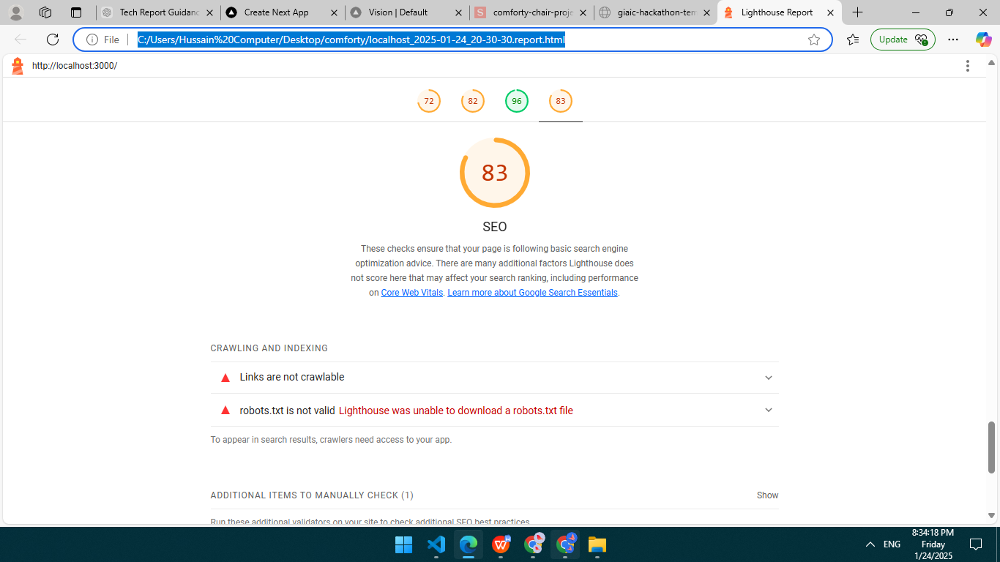 Tech Report Guidanc
Create Next App
Vision | Default
comforty-chair-proje
giaic-hackathon-tem
Lighthouse Report
File
C:/Users/Hussain%20Computer/Desktop/comforty/localhost_2025-01-24_20-30-30.report.html
Update
http://localhost:3000/
72
82
96
83
83
SEO
These checks ensure that your page is following basic search engine
optimization advice. There are many additional factors Lighthouse does
not score here that may affect your search ranking, including performance
on Core Web Vitals. Learn more about Google Search Essentials.
CRAWLING AND INDEXING
Links are not crawlable
robots.txt is not valid Lighthouse was unable to download a robots.txt file
To appear in search results, crawlers need access to your app.
ADDITIONAL ITEMS TO MANUALLY CHECK (1)
Show
Run these additional validators on your site to check additional SEO best practices.
ENG
8:34:18 PM
Friday
1/24/2025